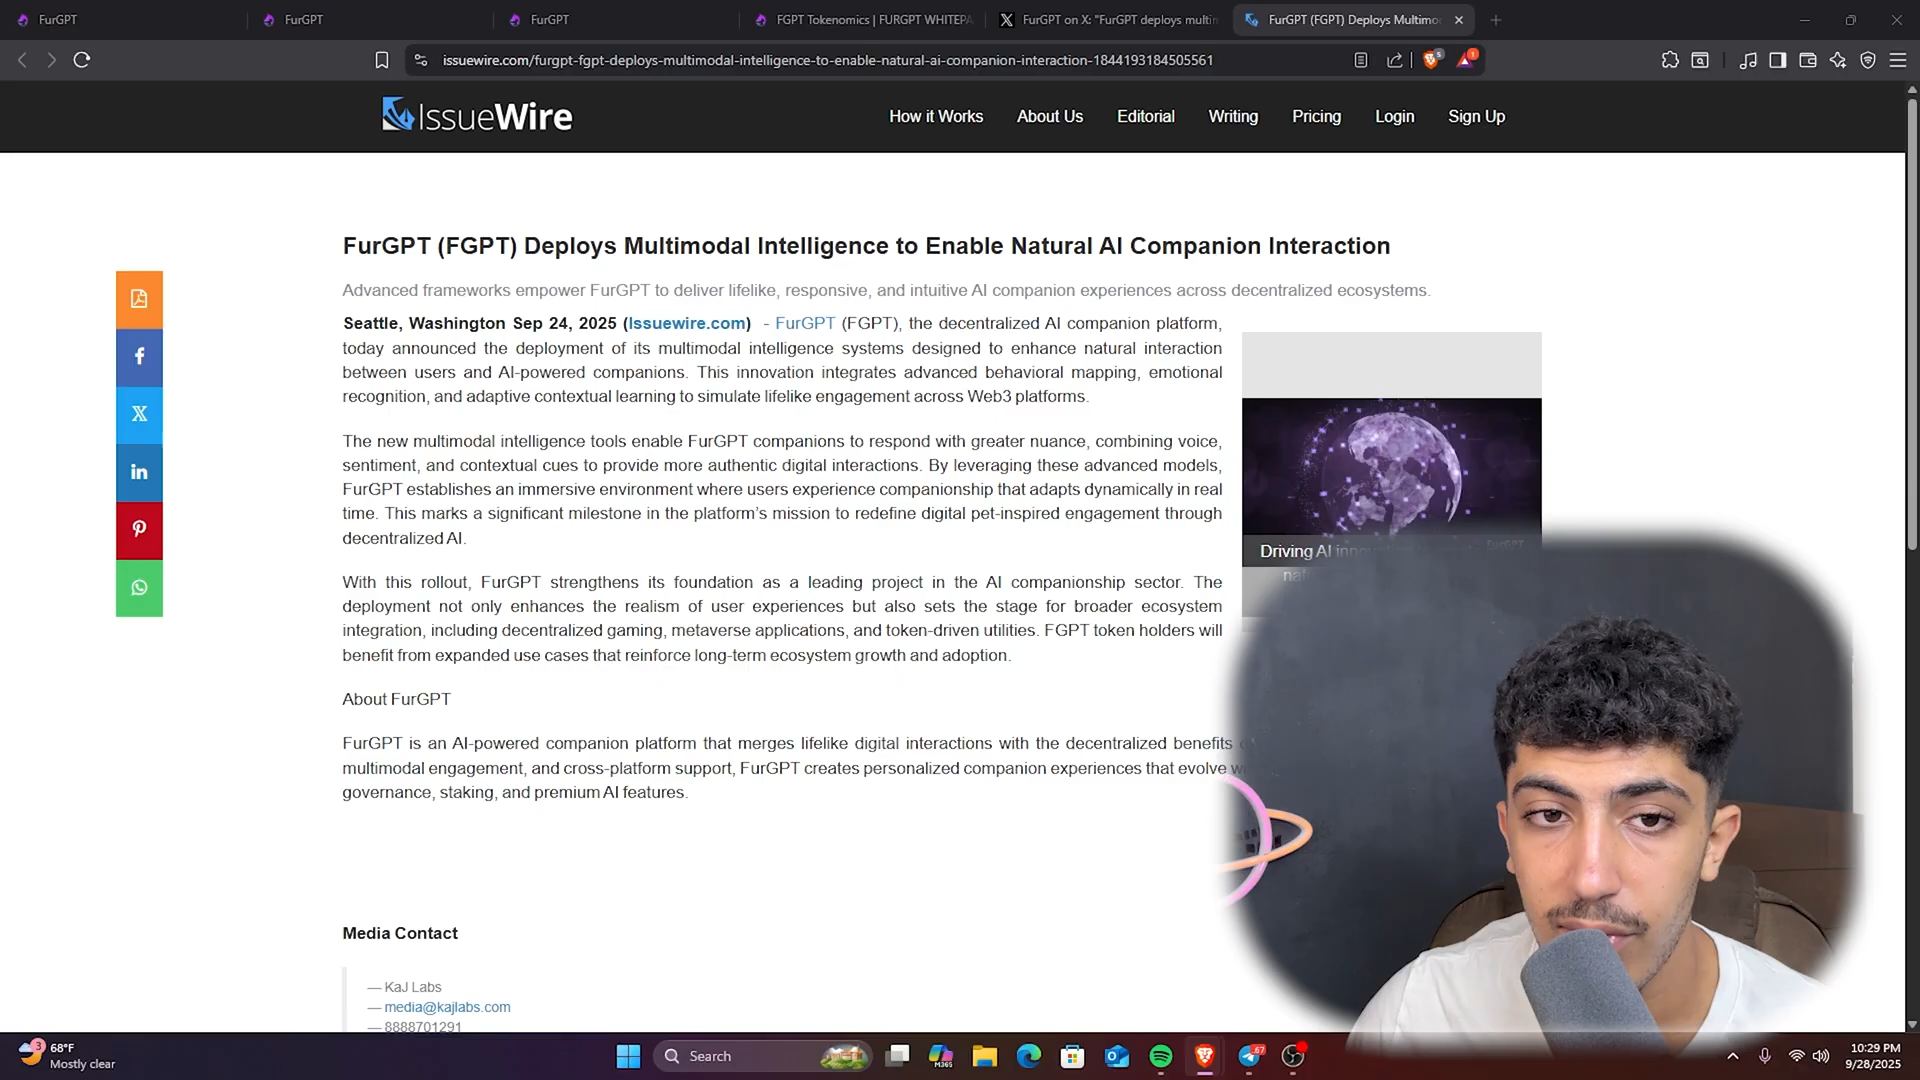 FurGPT
FurGPT
FurGPT
FGPT Tokenomics | FURGPT WHITEPA
FurGPT on X: "FurGPT deploys multim
FurGPT (FGPT) Deploys Multimo
issuewire.com/furgpt-fgpt-deploys-multimodal-intelligence-to-enable-natural-ai-companion-interaction-1844193184505561
5
1
IssueWire
How it Works
About Us
Editorial
Writing
Pricing
Login
Sign Up
FurGPT (FGPT) Deploys Multimodal Intelligence to Enable Natural AI Companion Interaction
Advanced frameworks empower FurGPT to deliver lifelike, responsive, and intuitive AI companion experiences across decentralized ecosystems.
Seattle, Washington Sep 24, 2025 (Issuewire.com) - FurGPT (FGPT), the decentralized AI companion platform,
today announced the deployment of its multimodal intelligence systems designed to enhance natural interaction
between users and AI-powered companions. This innovation integrates advanced behavioral mapping, emotional
recognition, and adaptive contextual learning to simulate lifelike engagement across Web3 platforms.
The new multimodal intelligence tools enable FurGPT companions to respond with greater nuance, combining voice,
sentiment, and contextual cues to provide more authentic digital interactions. By leveraging these advanced models,
FurGPT establishes an immersive environment where users experience companionship that adapts dynamically in real
time. This marks a significant milestone in the platform's mission to redefine digital pet-inspired engagement through
decentralized AI.
Driving AI
With this rollout, FurGPT strengthens its foundation as a leading project in the AI companionship sector. The
deployment not only enhances the realism of user experiences but also sets the stage for broader ecosystem
integration, including decentralized gaming, metaverse applications, and token-driven utilities. FGPT token holders will
benefit from expanded use cases that reinforce long-term ecosystem growth and adoption.
About FurGPT
FurGPT is an AI-powered companion platform that merges lifelike digital interactions with the decentralized benefits
multimodal engagement, and cross-platform support, FurGPT creates personalized companion experiences that evolve
governance, staking, and premium AI features.
Media Contact
— KaJ Labs
— media@kajlabs.com
— 8888701291
3
68°F
Mostly clear
Search
M365
67
10:29 PM
9/28/2025